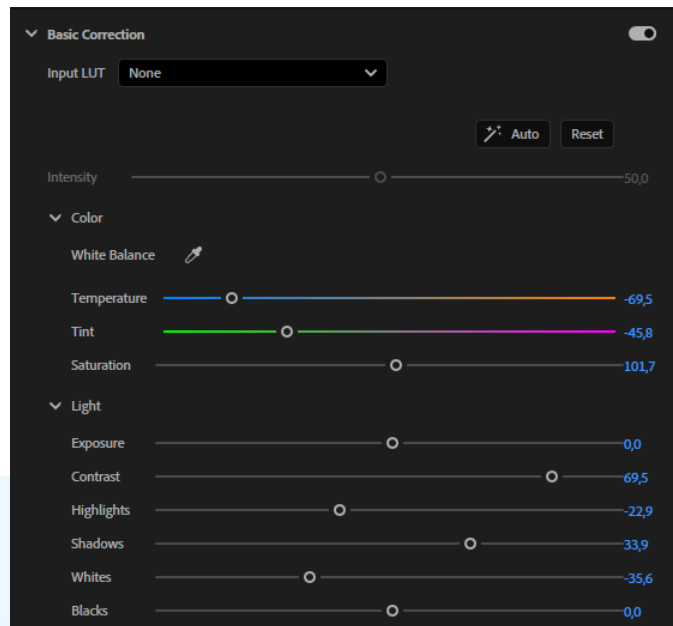 Basic Correction
Input LUT None
Auto Reset
Intensity 50,0
Color
White Balance
Temperature -69,5
Tint -45,8
Saturation 101,7
Light
Exposure 0,0
Contrast 69,5
Highlights -22,9
Shadows 33,9
Whites -35,6
Blacks 0,0